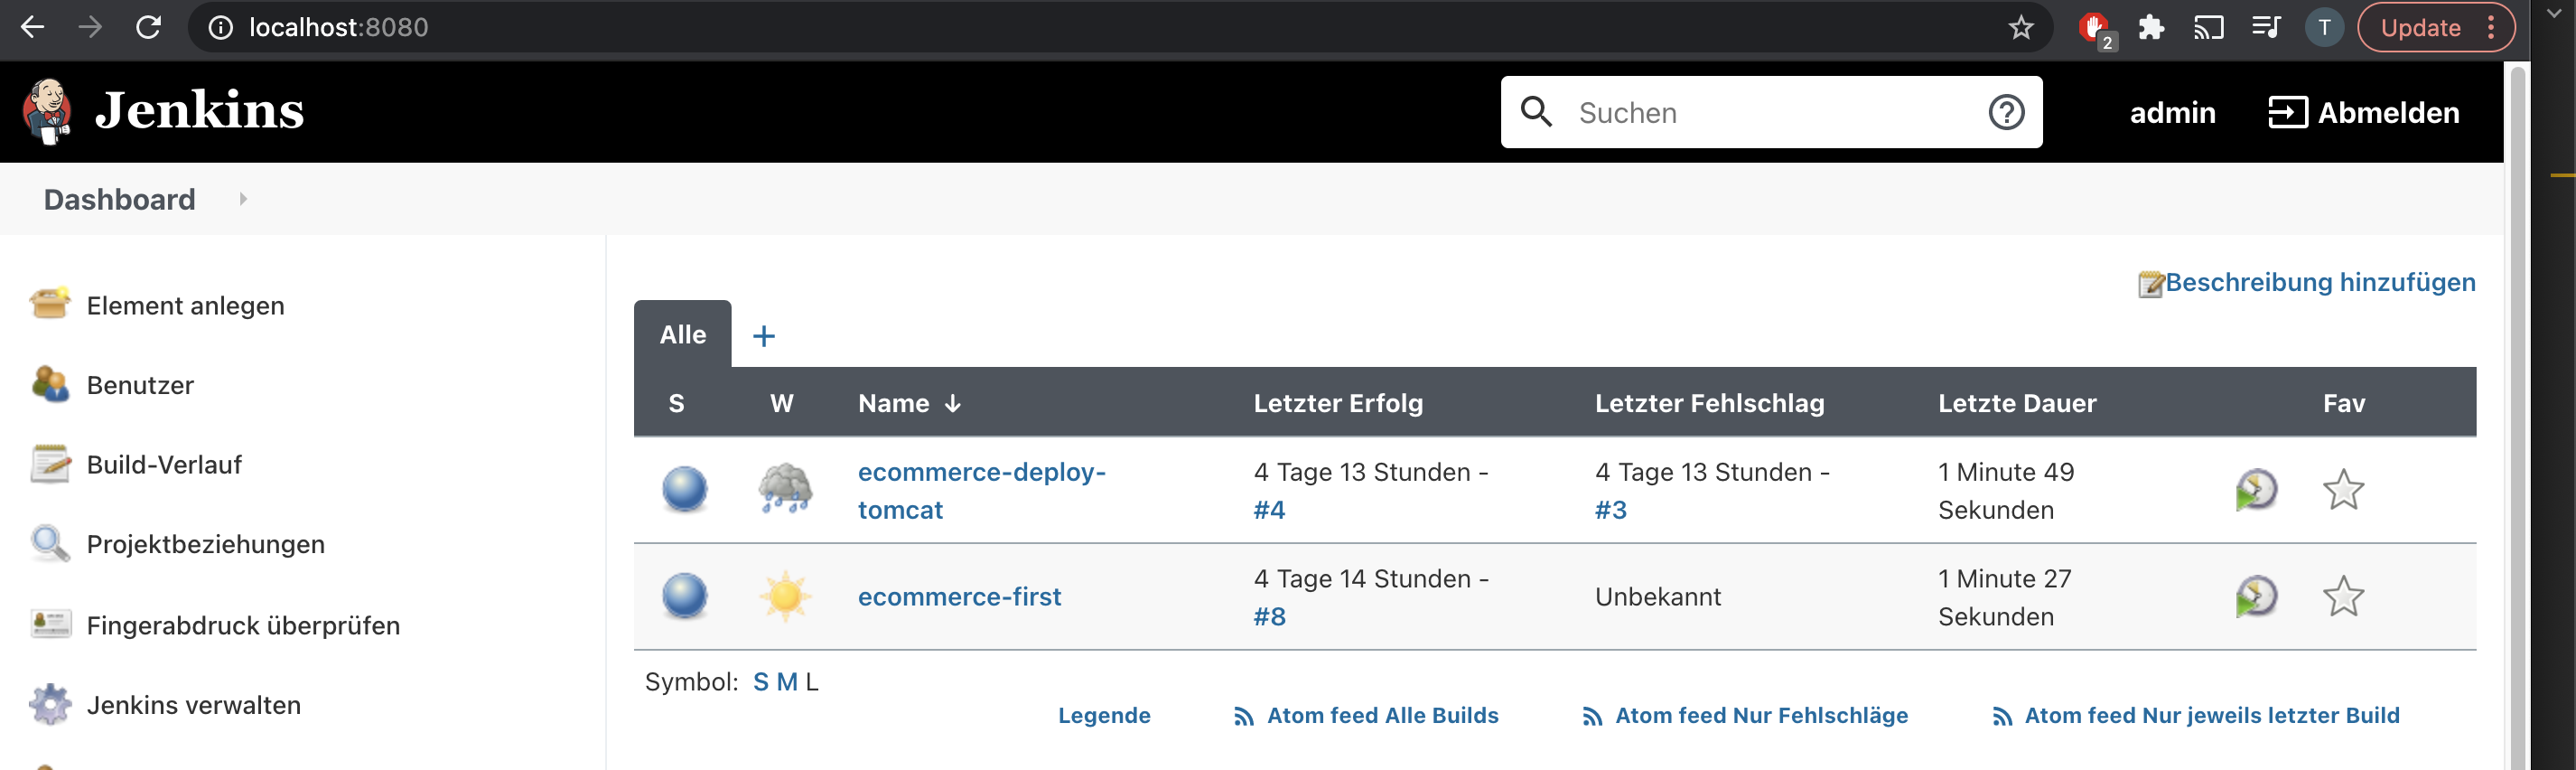 localhost:8080
2
T
Update
Jenkins
Suchen
admin
Abmelden
Dashboard
Element anlegen
Benutzer
Build-Verlauf
Projektbeziehungen
Fingerabdruck überprüfen
Jenkins verwalten
Beschreibung hinzufügen
Alle +
S W Name ↓ Letzter Erfolg Letzter Fehlschlag Letzte Dauer Fav
ecommerce-deploy-
tomcat
4 Tage 13 Stunden -
#4
4 Tage 13 Stunden -
#3
1 Minute 49
Sekunden
ecommerce-first
4 Tage 14 Stunden -
#8
Unbekannt
1 Minute 27
Sekunden
Symbol: S M L
Legende
Atom feed Alle Builds
Atom feed Nur Fehlschläge
Atom feed Nur jeweils letzter Build